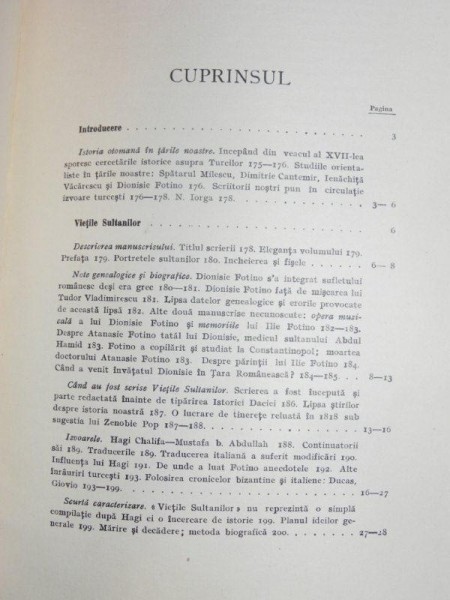 CUPRINSUL
Pagina
Introducere . . . . . . . . . . . . . . . . . . 3
Istoria otomană în țările noastre. Incepând din veacul al XVII-lea
sporesc cercetările istorice asupra Turcilor 175—176. Studiile orienta-
liste în țările noastre: Spătarul Milescu, Dimitrie Cantemir, Ienăchiță
Văcărescu și Dionisie Fotino 176. Scriitorii noștri pun în circulație
izvoare turcești 176—178. N. Iorga 178. . . . . . . . . . . 3— 6
Viețile Sultanilor . . . . . . . . . . . . . . . . . . 6
Descrierea manuscrisului. Titlul scrierii 178. Eleganța volumului 179.
Prefața 179. Portretele sultanilor 180. Incheierea și fișele . . . . 6—8
Note genealogice și biografice. Dionisie Fotino s'a integrat sufletului
românesc deși era grec 180—181. Dionisie Fotino față de mișcarea lui
Tudor Vladimirescu 181. Lipsa datelor genealogice și erorile provocate
de această lipsă 182. Alte două manuscrise necunoscute: opera muzi-
cală a lui Dionisie Fotino și memoriile lui Ilie Fotino 182—183.
Despre Atanasie Fotino tatăl lui Dionisie, medicul sultanului Abdul
Hamid 183. Fotino a copilărit și studiat la Constantinopol; moartea
doctorului Atanasie Fotino 183. Despre părinții lui Ilie Fotino 184.
Când a venit învățatul Dionisie în Țara Românească? 184—185. . . . 8—13
Când au fost scrise Viețile Sultanilor. Scrierea a fost începută și
parte redactată înainte de tipărirea Istoriei Daciei 186. Lipsa știrilor
despre istoria noastră 187. O lucrare de tinerețe reluată în 1818 sub
sugestia lui Zenobie Pop 187—188. . . . . . . . . . . . . 13—16
Izvoarele. Hagi Chalifa—Mustafa b. Abdullah 188. Continuatorii
săi 189. Traducerile 189. Traducerea italiană a suferit modificări 190.
Influența lui Hagi 191. De unde a luat Fotino anecdotele 192. Alte
înrâuriri turcești 193. Folosirea cronicelor bizantine și italiene: Ducas,
Giovio 193—199. . . . . . . . . . . . . . . . . . 16—27
Scurtă caracterizare. « Viețile Sultanilor » nu reprezintă o simplă
compilație după Hagi ci o încercare de istorie 199. Planul ideilor ge-
nerale 199. Mărire și decădere; metoda biografică 200. . . . . . 27—28